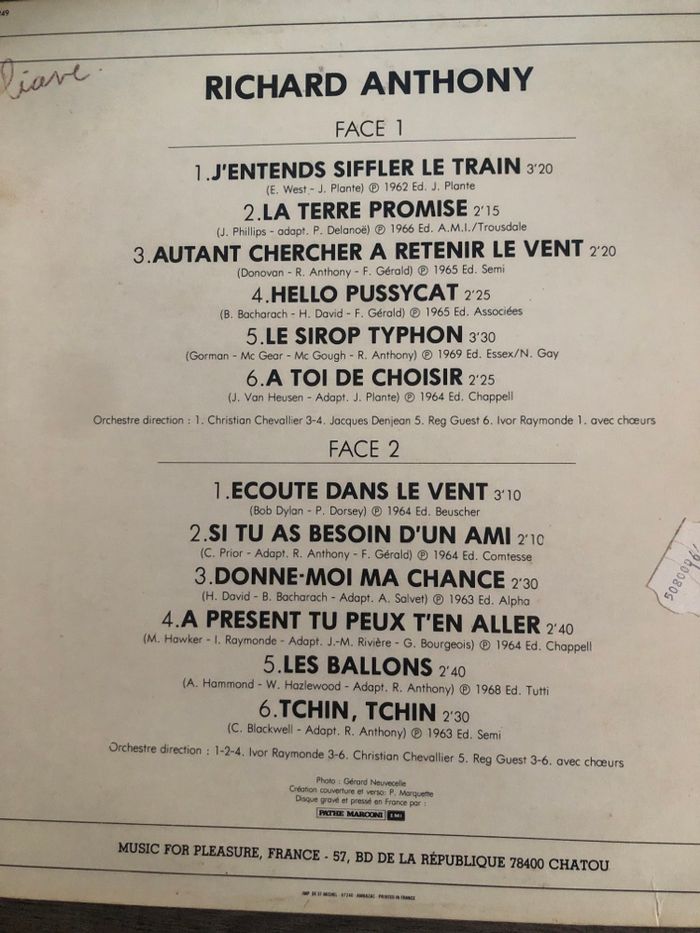 249
liave.
RICHARD ANTHONY
FACE 1
1.J'ENTENDS SIFFLER LE TRAIN 3'20
(E. West - J. Plante) ℗ 1962 Ed. J. Plante
2.LA TERRE PROMISE 2'15
(J. Phillips - adapt. P. Delanoë) ℗ 1966 Ed. A.M.I./Trousdale
3.AUTANT CHERCHER A RETENIR LE VENT 2'20
(Donovan - R. Anthony - F. Gérald) ℗ 1965 Ed. Semi
4.HELLO PUSSYCAT 2'25
(B. Bacharach - H. David - F. Gérald) ℗ 1965 Ed. Associées
5.LE SIROP TYPHON 3'30
(Gorman - Mc Gear - Mc Gough - R. Anthony) ℗ 1969 Ed. Essex/N. Gay
6.A TOI DE CHOISIR 2'25
(J. Van Heusen - Adapt. J. Plante) ℗ 1964 Ed. Chappell
Orchestre direction : 1. Christian Chevallier 3-4. Jacques Denjean 5. Reg Guest 6. Ivor Raymonde 1. avec chœurs
FACE 2
1.ECOUTE DANS LE VENT 3'10
(Bob Dylan - P. Dorsey) ℗ 1964 Ed. Beuscher
2.SI TU AS BESOIN D'UN AMI 2'10
(C. Prior - Adapt. R. Anthony - F. Gérald) ℗ 1964 Ed. Comtesse
3.DONNE-MOI MA CHANCE 2'30
(H. David - B. Bacharach - Adapt. A. Salvet) ℗ 1963 Ed. Alpha
4.A PRESENT TU PEUX T'EN ALLER 2'40
(M. Hawker - I. Raymonde - Adapt. J.-M. Rivière - G. Bourgeois) ℗ 1964 Ed. Chappell
5.LES BALLONS 2'40
(A. Hammond - W. Hazlewood - Adapt. R. Anthony) ℗ 1968 Ed. Tutti
6.TCHIN, TCHIN 2'30
(C. Blackwell - Adapt. R. Anthony) ℗ 1963 Ed. Semi
Orchestre direction : 1-2-4. Ivor Raymonde 3-6. Christian Chevallier 5. Reg Guest 3-6. avec chœurs
Photo : Gérard Neuvecelle
Création couverture et verso: P. Marquette
Disque gravé et pressé en France par :
PATHE MARCONI EMI
MUSIC FOR PLEASURE, FRANCE - 57, BD DE LA RÉPUBLIQUE 78400 CHATOU
IMP. DE ST MICHEL - 87240 - AMBAZAC - PRINTED IN FRANCE